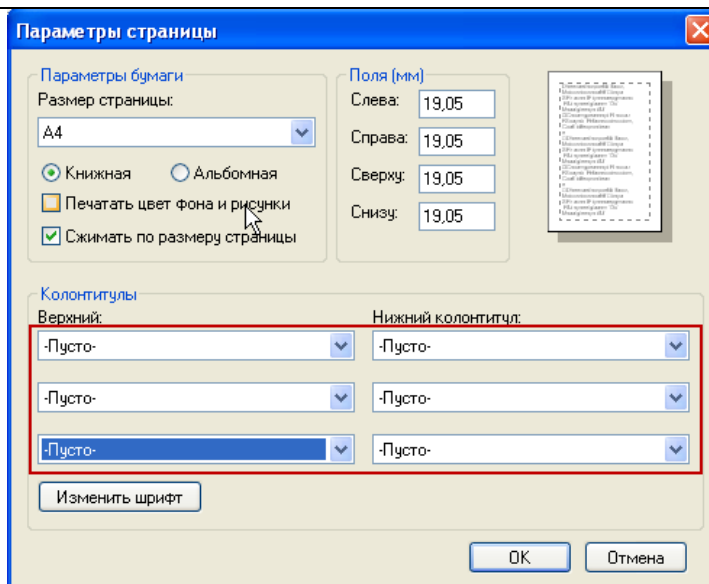 Параметры страницы
Параметры бумаги
Размер страницы:
A4
Книжная
Альбомная
Печатать цвет фона и рисунки
Сжимать по размеру страницы
Поля (мм)
Слева: 19,05
Справа: 19,05
Сверху: 19,05
Снизу: 19,05
Колонтитулы
Верхний: Нижний колонтитул:
-Пусто- -Пусто-
-Пусто- -Пусто-
-Пусто- -Пусто-
Изменить шрифт
OK Отмена